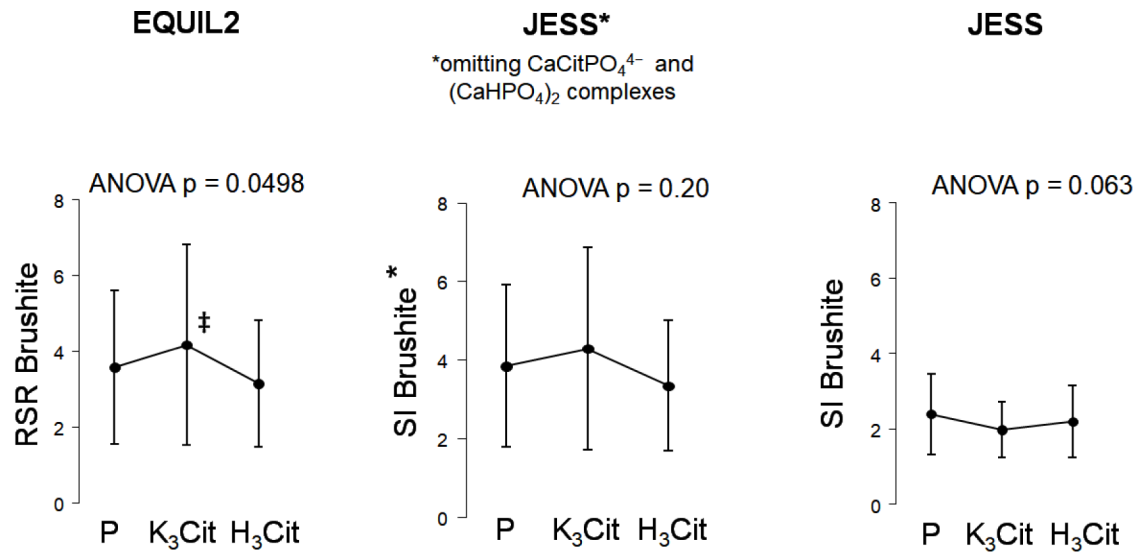 EQUIL2
JESS*
*omitting CaCitPO₄⁴⁻ and
(CaHPO₄)₂ complexes
JESS
ANOVA p = 0.0498
8
6
4
2
0
RSR Brushite
‡
P K₃Cit H₃Cit
ANOVA p = 0.20
8
6
4
2
0
SI Brushite*
P K₃Cit H₃Cit
ANOVA p = 0.063
8
6
4
2
0
SI Brushite
P K₃Cit H₃Cit